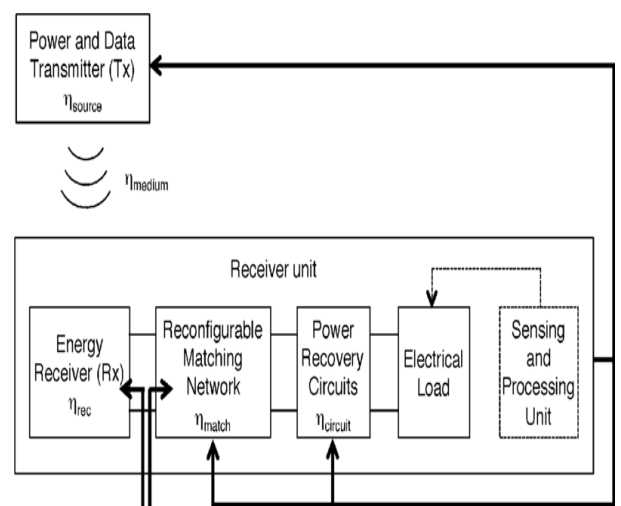 Power and Data
Transmitter (Tx)
ηsource
ηmedium
Receiver unit
Energy
Receiver (Rx)
ηrec
Reconfigurable
Matching
Network
ηmatch
Power
Recovery
Circuits
ηcircuit
Electrical
Load
Sensing
and
Processing
Unit